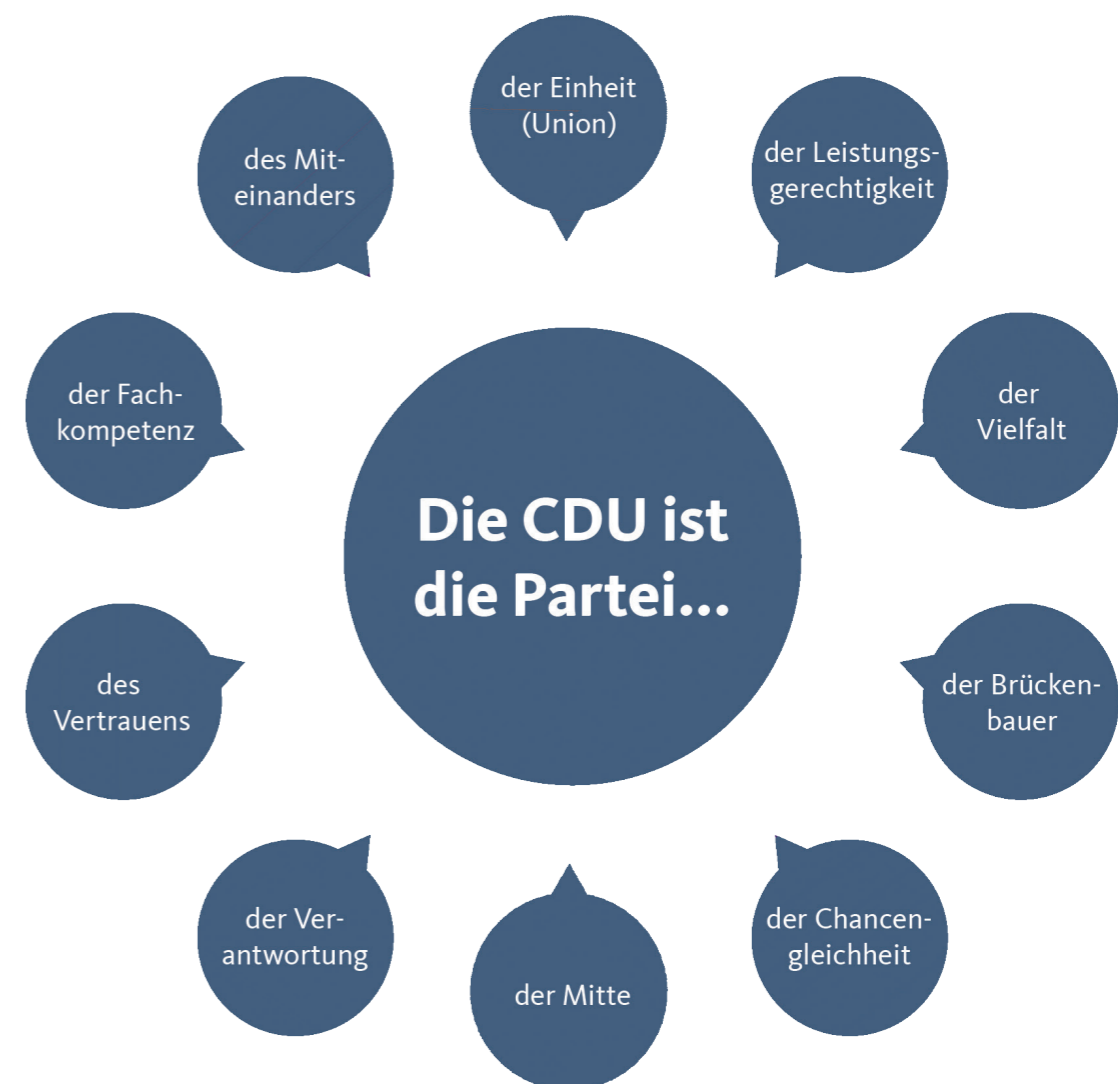 Die CDU ist
die Partei...
der Einheit
(Union)
der Leistungs-
gerechtigkeit
der
Vielfalt
der Brücken-
bauer
der Chancen-
gleichheit
der Mitte
der Ver-
antwortung
des
Vertrauens
der Fach-
kompetenz
des Mit-
einanders